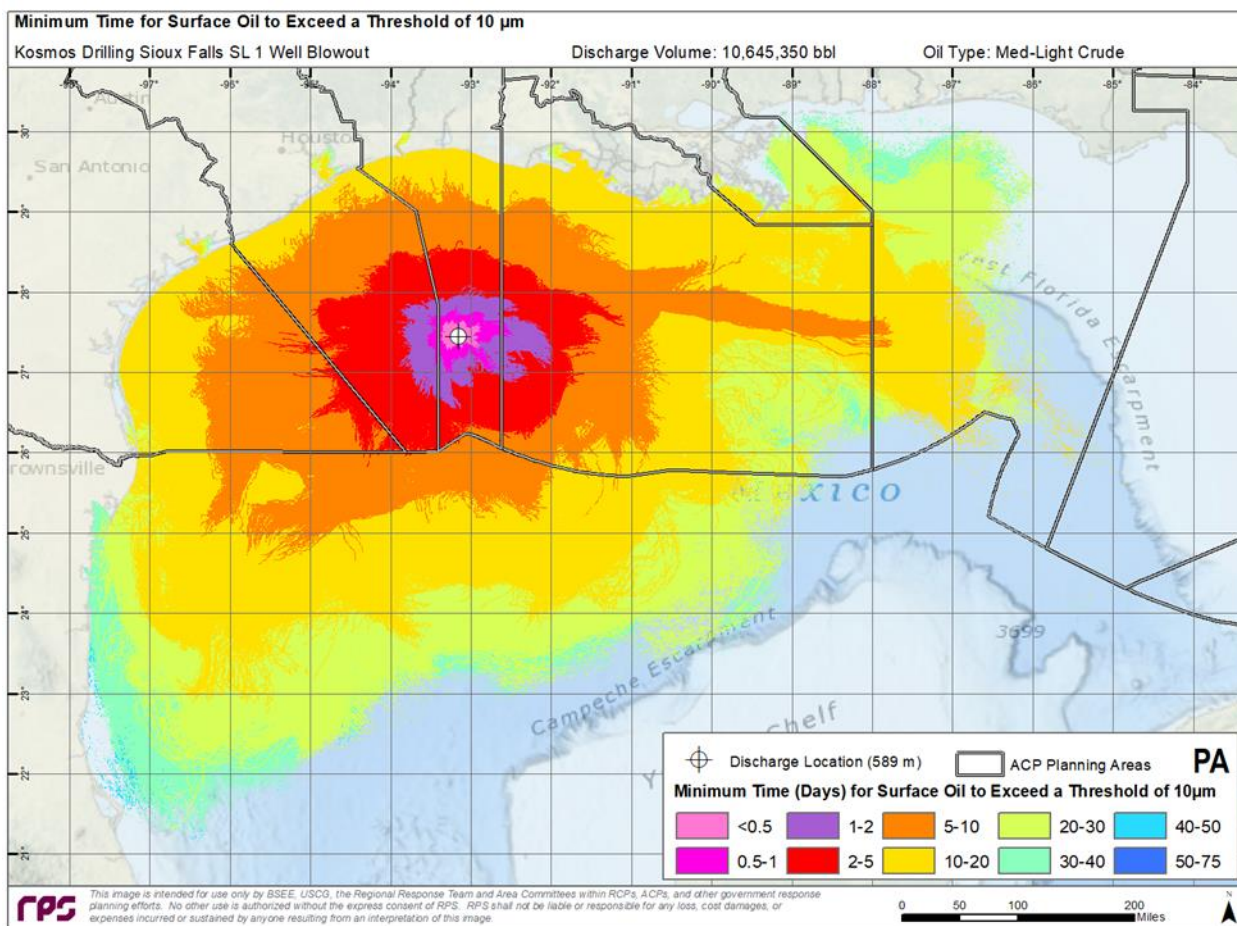 Minimum Time for Surface Oil to Exceed a Threshold of 10 µm
Kosmos Drilling Sioux Falls SL 1 Well Blowout Discharge Volume: 10,645,350 bbl Oil Type: Med-Light Crude
-98° -97° -96° -95° -94° -93° -92° -91° -90° -89° -88° -87° -86° -85° -84°
Austin
30°
Houston
San Antonio
29°
28°
First Florida Escarpment
27°
26°
rownsville
xico
25°
24°
3699
Campeche Escarpment
23°
Shelf
Y
22°
21°
Discharge Location (589 m) ACP Planning Areas PA
Minimum Time (Days) for Surface Oil to Exceed a Threshold of 10µm
<0.5 1-2 5-10 20-30 40-50
0.5-1 2-5 10-20 30-40 50-75
RPS
This image is intended for use only by BSEE, USCG, the Regional Response Team and Area Committees within RCPs, ACPs, and other government response
planning efforts. No other use is authorized without the express consent of RPS. RPS shall not be liable or responsible for any loss, cost damages, or
expenses incurred or sustained by anyone resulting from an interpretation of this image.
0 50 100 200
Miles
N